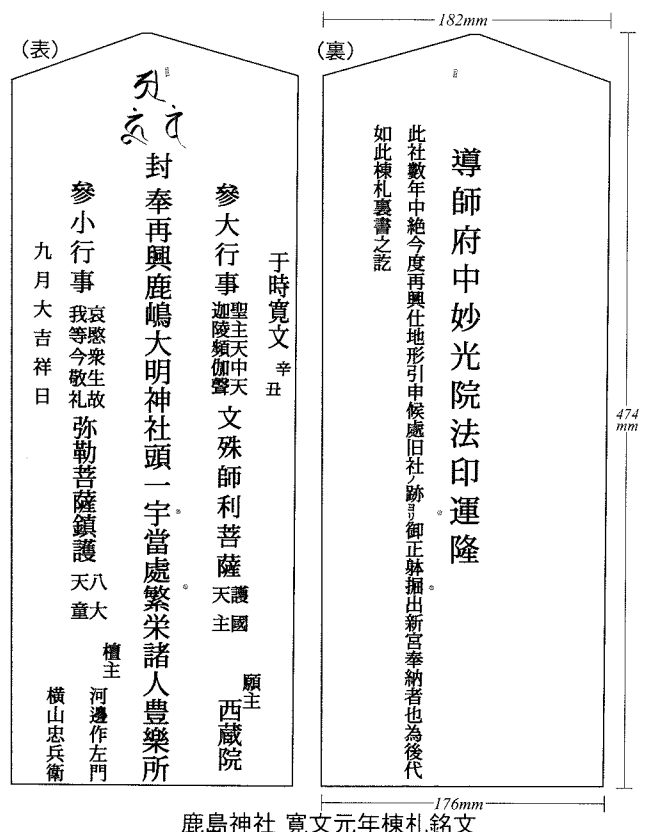 182mm
（表）
（裏）
于時寛文 辛丑
參大行事 聖主天中天 迦陵頻伽聲 文殊師利菩薩 護國 天主
願主
西蔵院
封 奉再興鹿嶋大明神社頭一宇當處繁栄諸人豊樂所
參小行事 哀愍衆生故 我等今敬礼 弥勒菩薩鎮護 八大 天童
九月大吉祥日
檀主
河邊作左門
横山忠兵衛
導師府中妙光院法印運隆
此社數年中絶今度再興仕地形引申候處旧社ノ跡ヨリ御正躰掘出新宮奉納者也為後代
如此棟札裏書之訖
474
mm
176mm
鹿島神社 寛文元年棟札銘文